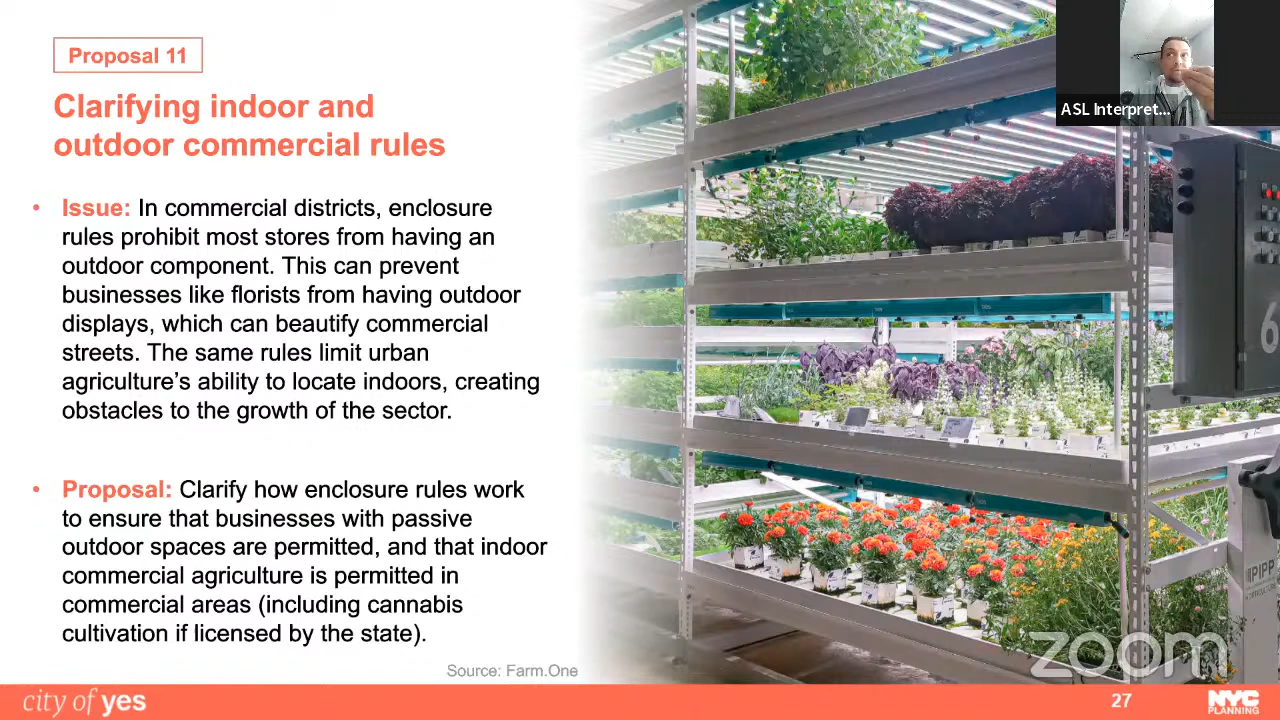 Proposal 11
Clarifying indoor and
outdoor commercial rules
• Issue: In commercial districts, enclosure
rules prohibit most stores from having an
outdoor component. This can prevent
businesses like florists from having outdoor
displays, which can beautify commercial
streets. The same rules limit urban
agriculture’s ability to locate indoors, creating
obstacles to the growth of the sector.
• Proposal: Clarify how enclosure rules work
to ensure that businesses with passive
outdoor spaces are permitted, and that indoor
commercial agriculture is permitted in
commercial areas (including cannabis
cultivation if licensed by the state).
Source: Farm.One
ASL Interpret...
6
PIPP
HORTICULTURE
zoom
city of yes
27
NYC
PLANNING